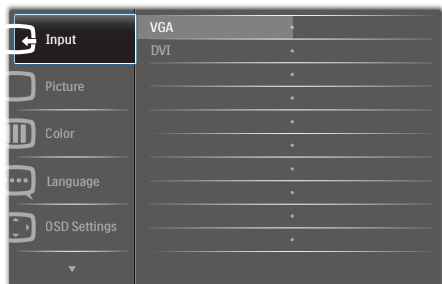 Input
VGA
DVI
Picture
Color
Language
OSD Settings